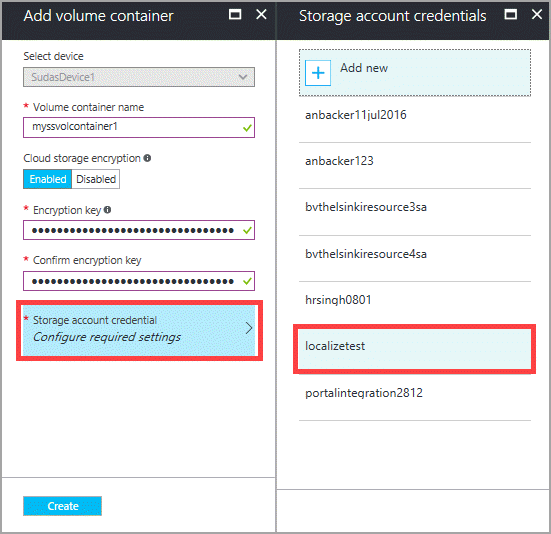 Add volume container
Select device
SudasDevice1
* Volume container name
myssvolcontainer1
Cloud storage encryption
Enabled Disabled
* Encryption key
••••••••••••••••••••••••••••••••
* Confirm encryption key
••••••••••••••••••••••••••••••••
* Storage account credential
Configure required settings
Create
Storage account credentials
Add new
anbacker11jul2016
anbacker123
bvthelsinkiresource3sa
bvthelsinkiresource4sa
hrsingh0801
localizetest
portalintegration2812